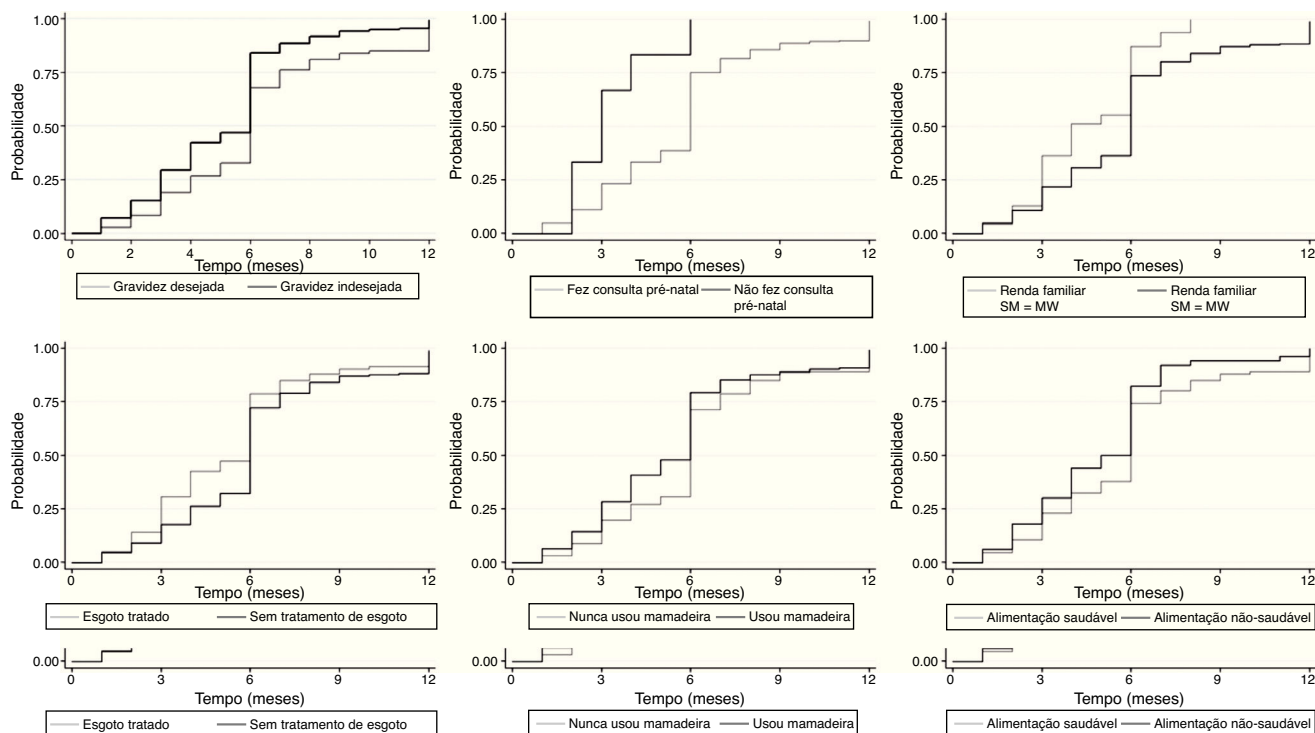 1.00
0.75
0.50
0.25
0.00
Probabilidade
0 2 4 6 8 10 12
Tempo (meses)
Gravidez desejada Gravidez indesejada
1.00
0.75
0.50
0.25
0.00
Probabilidade
0 3 6 9 12
Tempo (meses)
Fez consulta pré-natal Não fez consulta
pré-natal
1.00
0.75
0.50
0.25
0.00
Probabilidade
0 3 6 9 12
Tempo (meses)
Renda familiar Renda familiar
SM = MW SM = MW
1.00
0.75
0.50
0.25
0.00
Probabilidade
0 3 6 9 12
Tempo (meses)
Esgoto tratado Sem tratamento de esgoto
1.00
0.75
0.50
0.25
0.00
Probabilidade
0 3 6 9 12
Tempo (meses)
Nunca usou mamadeira Usou mamadeira
1.00
0.75
0.50
0.25
0.00
Probabilidade
0 3 6 9 12
Tempo (meses)
Alimentação saudável Alimentação não-saudável
0.00
0 3 6 9 12
Tempo (meses)
Esgoto tratado Sem tratamento de esgoto
0.00
0 3 6 9 12
Tempo (meses)
Nunca usou mamadeira Usou mamadeira
0.00
0 3 6 9 12
Tempo (meses)
Alimentação saudável Alimentação não-saudável